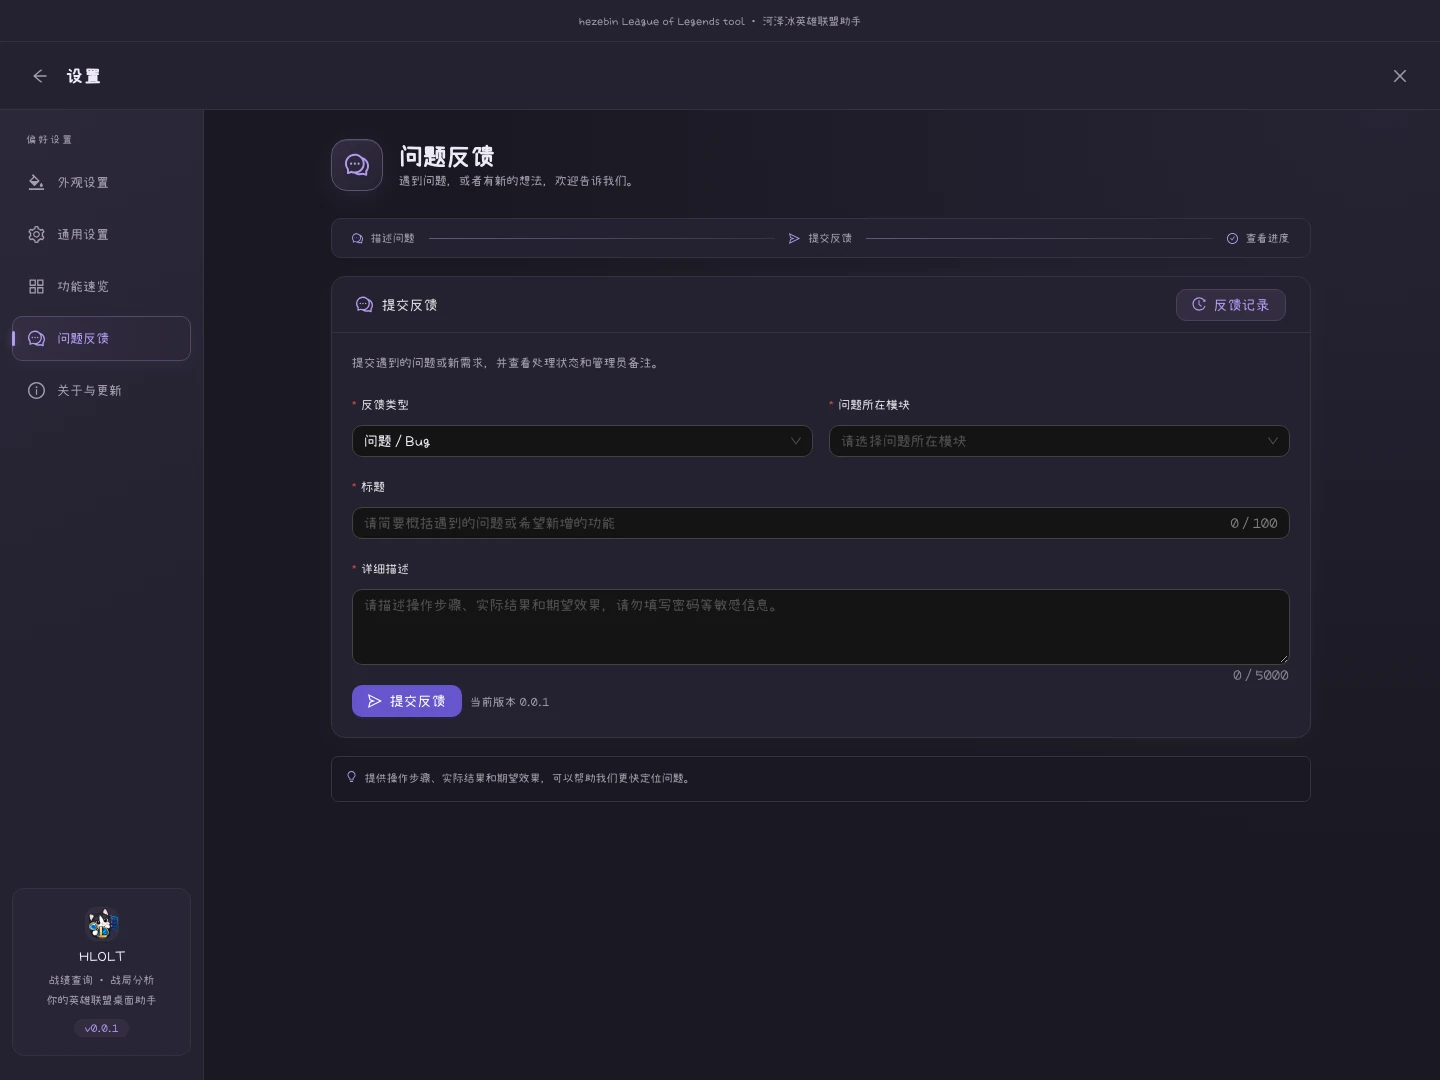 hezebin League of Legends tool • 河泽冰英雄联盟助手
设置
偏好设置
外观设置
通用设置
功能速览
问题反馈
关于与更新
问题反馈
遇到问题，或者有新的想法，欢迎告诉我们。
描述问题
提交反馈
查看进度
提交反馈
反馈记录
提交遇到的问题或新需求，并查看处理状态和管理员备注。
* 反馈类型
* 问题所在模块
问题 / Bug
请选择问题所在模块
* 标题
请简要概括遇到的问题或希望新增的功能
0 / 100
* 详细描述
请描述操作步骤、实际结果和期望效果，请勿填写密码等敏感信息。
0 / 5000
提交反馈
当前版本 0.0.1
提供操作步骤、实际结果和期望效果，可以帮助我们更快定位问题。
HLOLT
战绩查询 • 战局分析
你的英雄联盟桌面助手
v0.0.1